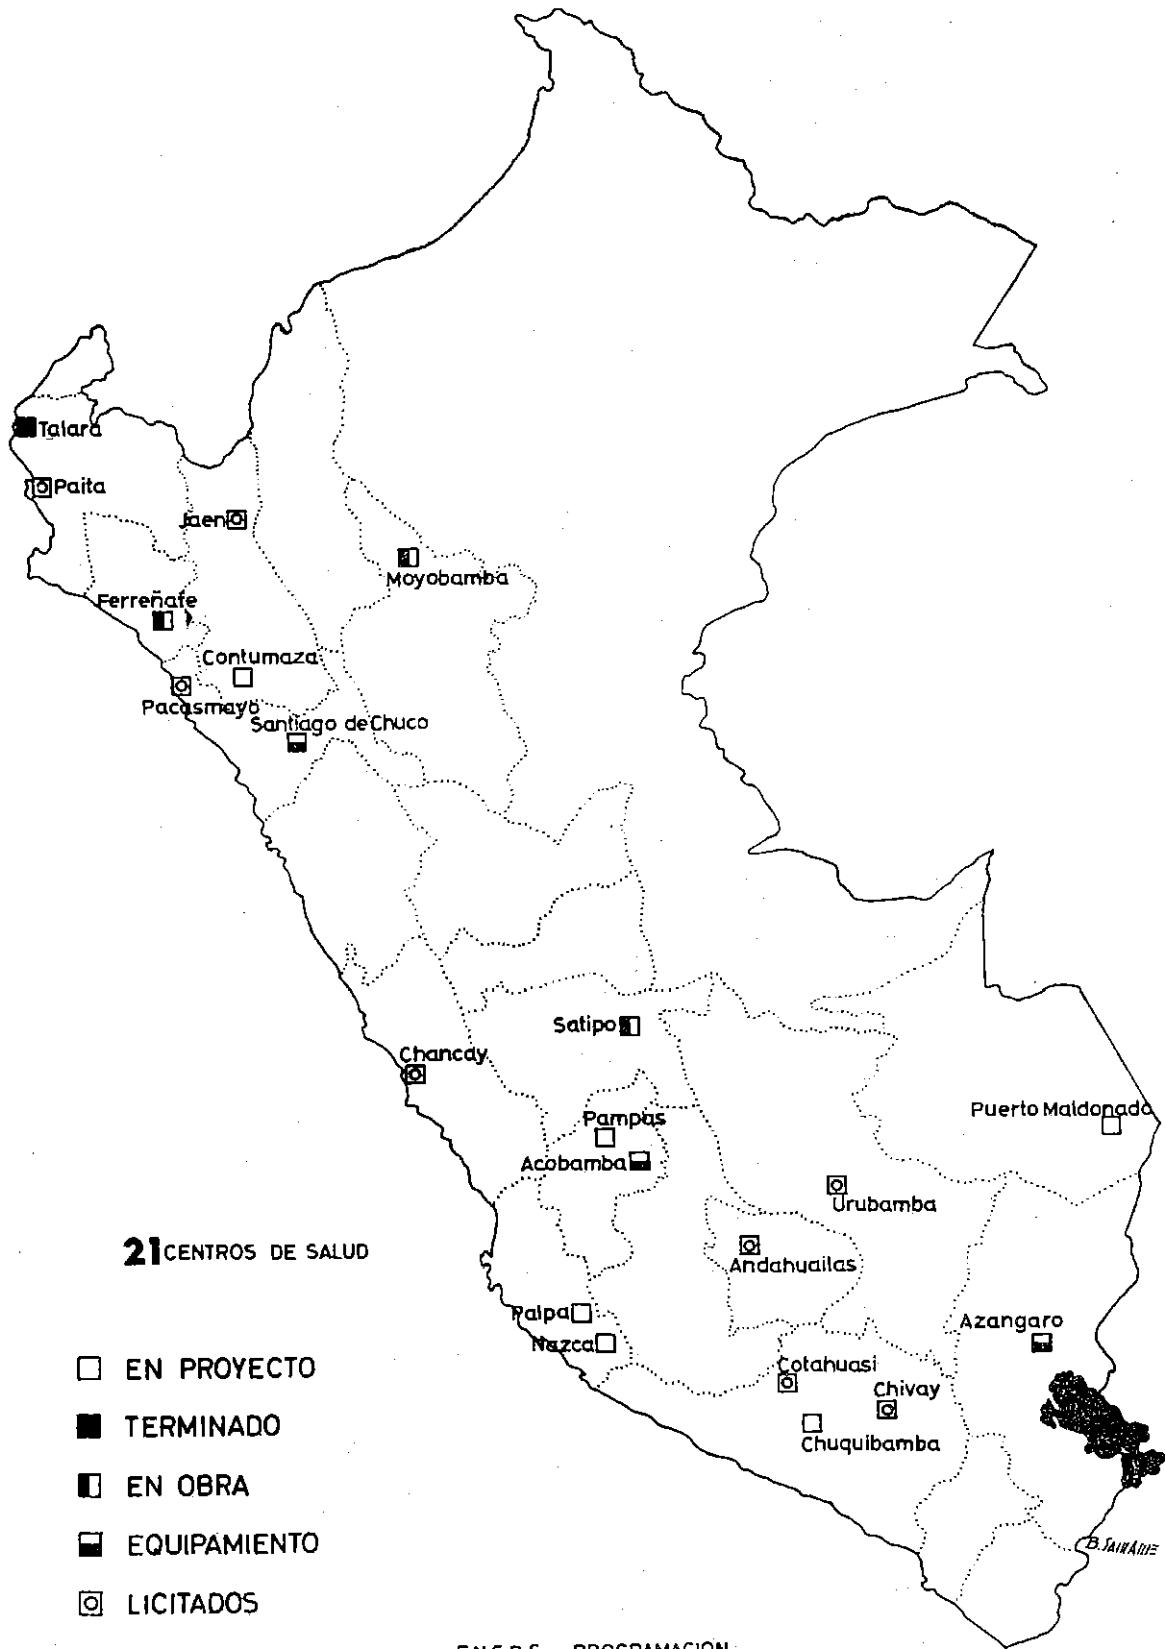 Talara
Paita
Jaen
Moyobamba
Ferreñafe
Contumaza
Pacasmayo
Santiago de Chuco
Satipo
Chancay
Puerto Maldonado
Pampas
Acobamba
Urubamba
21 CENTROS DE SALUD
Andahuailas
Palpa
Azangaro
Nazca
Cotahuasi
Chivay
EN PROYECTO
Chuquibamba
TERMINADO
EN OBRA
EQUIPAMIENTO
LICITADOS
PROGRAMACION